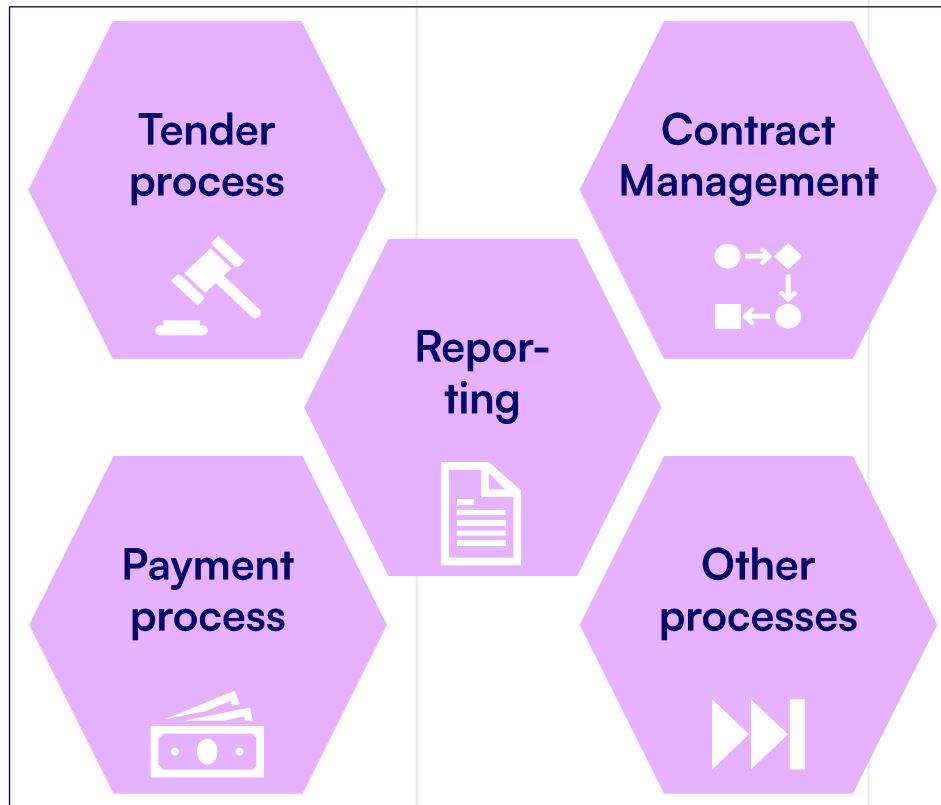 Tender
process
Contract
Management
Repor-
ting
Payment
process
Other
processes